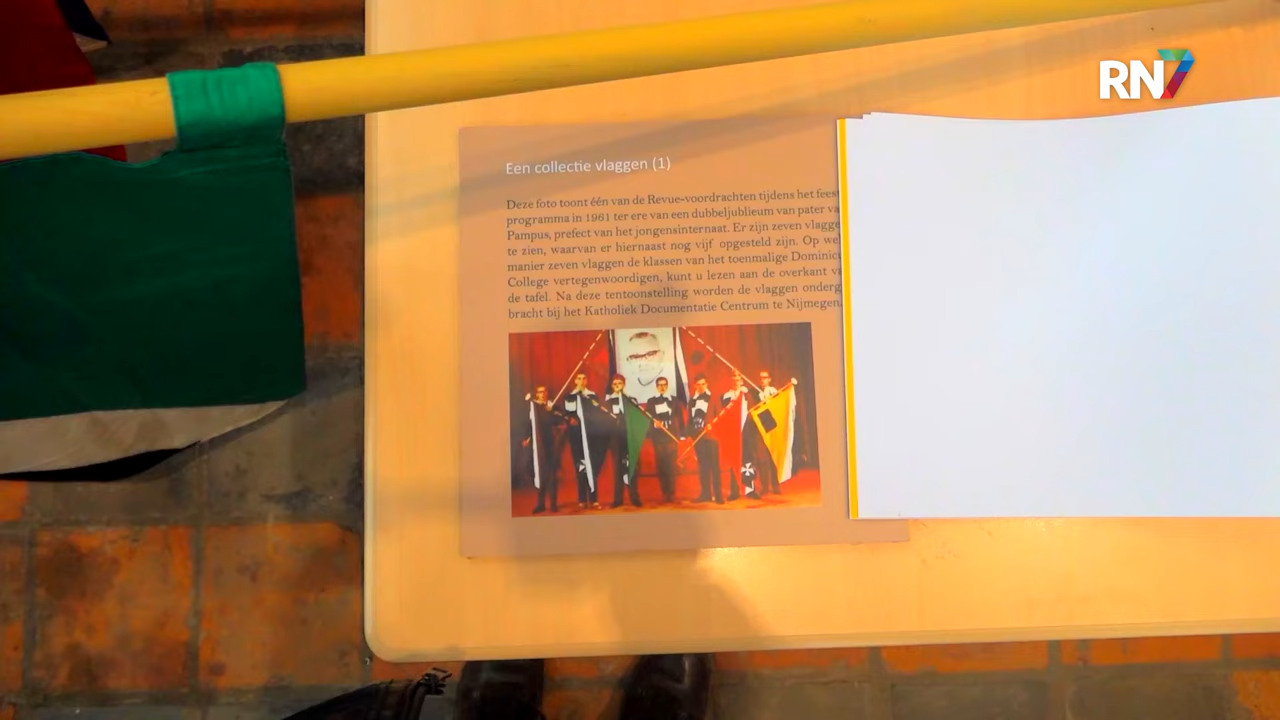 RN7
Een collectie vlaggen (1)
Deze foto toont één van de Revue-voordrachten tijdens het feest
programma in 1961 ter ere van een dubbeljublieum van pater va
Pampus, prefect van het jongensinternaat. Er zijn zeven vlagge
te zien, waarvan er hiernaast nog vijf opgesteld zijn. Op we
manier zeven vlaggen de klassen van het toenmalige Dominic
College vertegenwoordigen, kunt u lezen aan de overkant v
de tafel. Na deze tentoonstelling worden de vlaggen onderg
bracht bij het Katholiek Documentatie Centrum te Nijmegen.